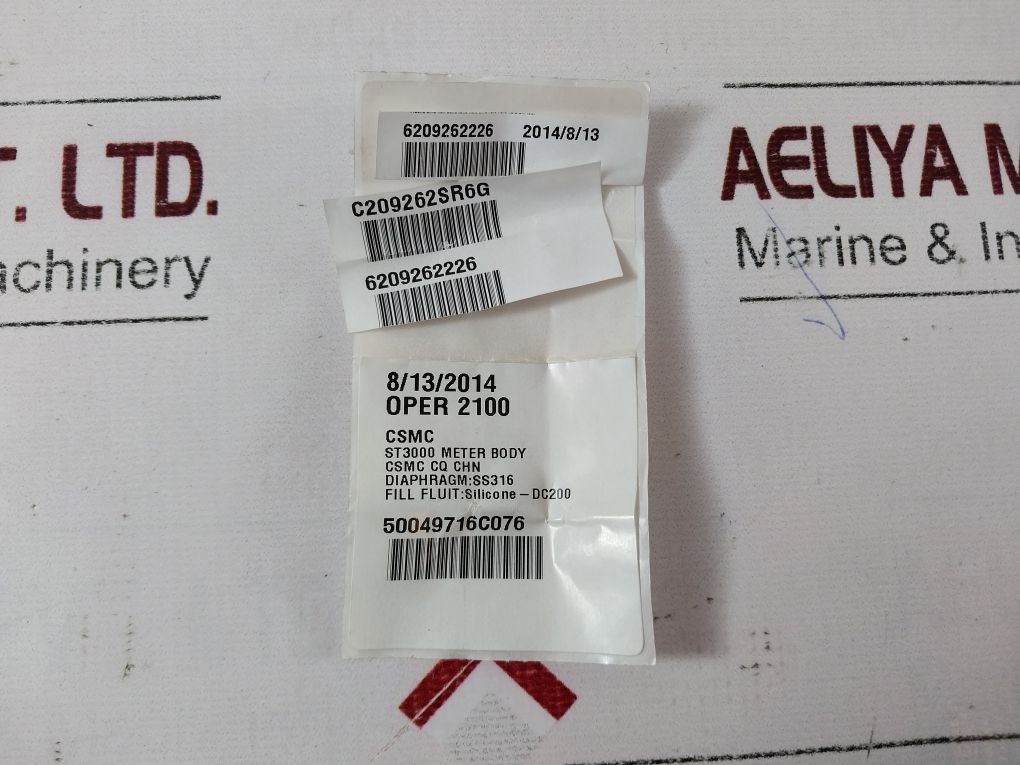 6209262226 2014/8/13
C209262SR6G
6209262226
8/13/2014
OPER 2100
CSMC
ST3000 METER BODY
CSMC CQ CHN
DIAPHRAGM:SS316
FILL FLUIT:Silicone-DC200
50049716C076
T. LTD.
achinery
AELIYA M
Marine & In